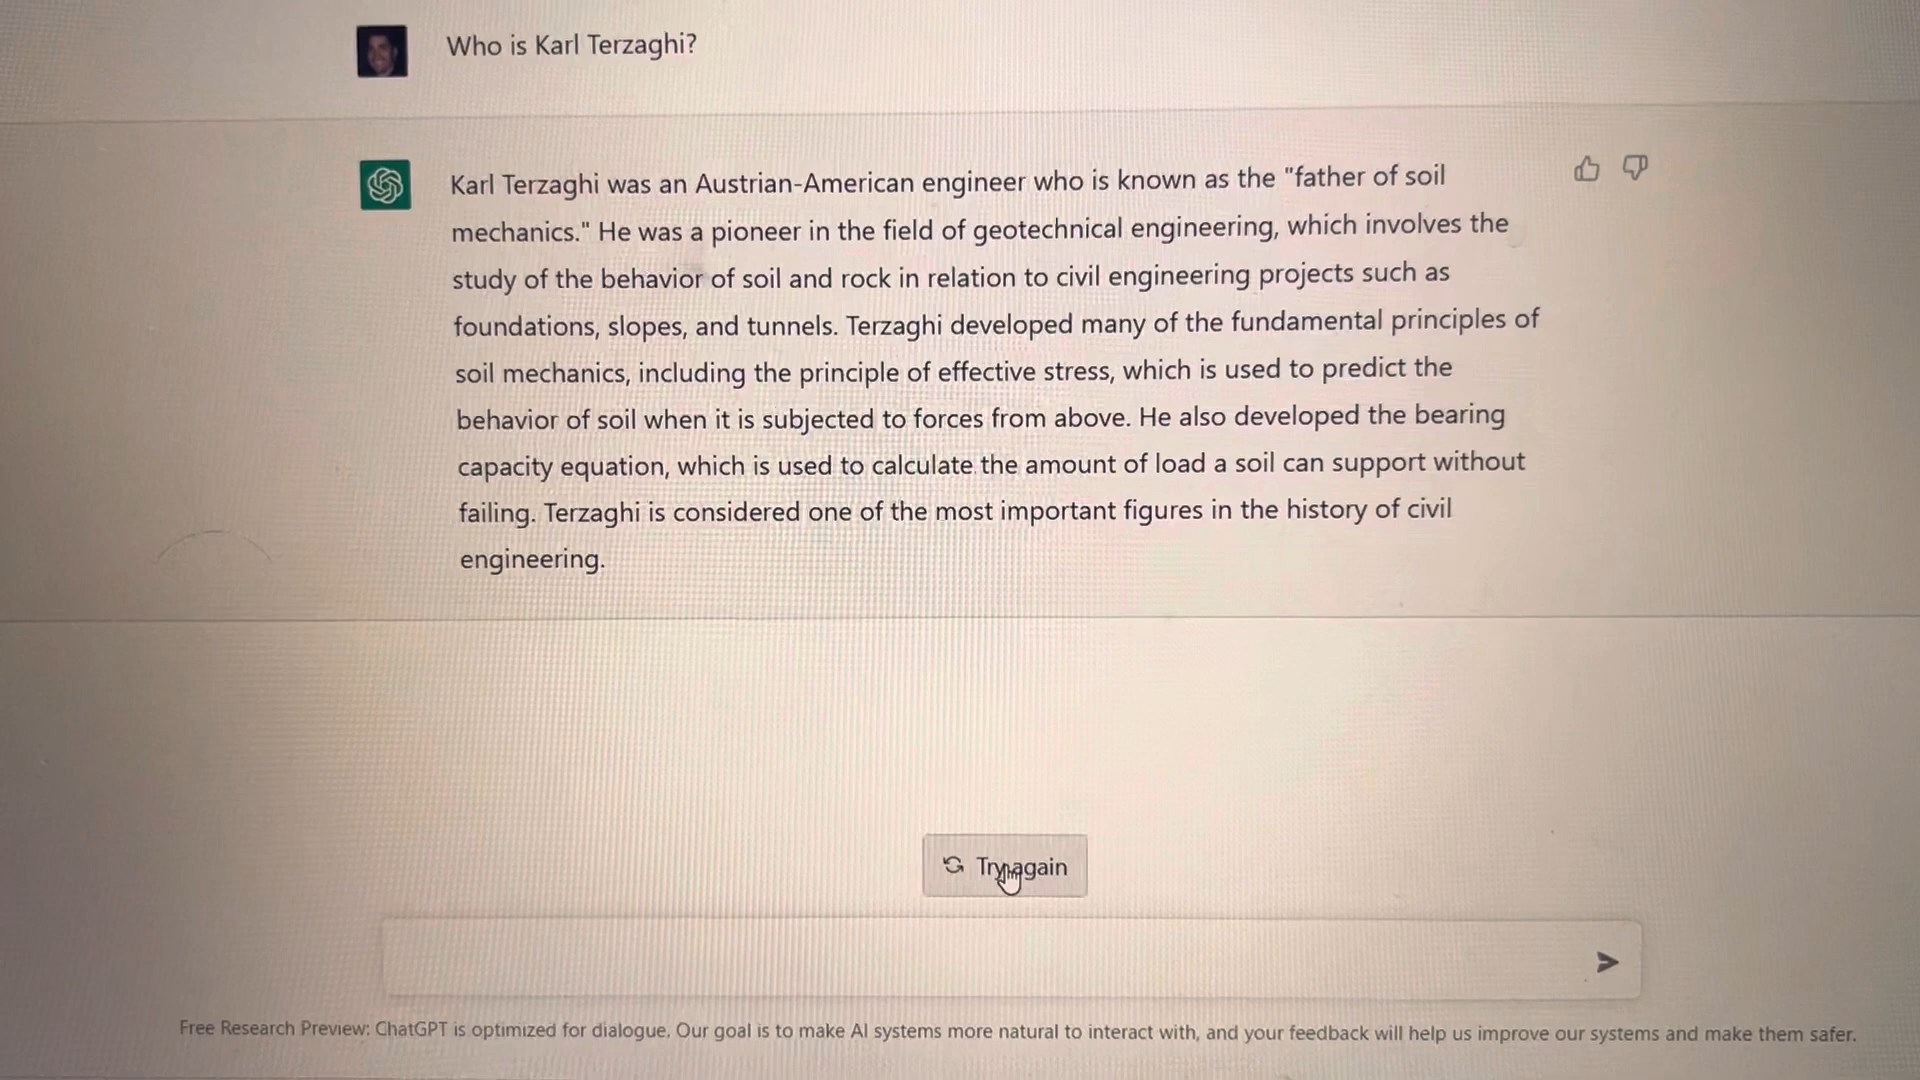 Who is Karl Terzaghi?
Karl Terzaghi was an Austrian-American engineer who is known as the "father of soil
mechanics." He was a pioneer in the field of geotechnical engineering, which involves the
study of the behavior of soil and rock in relation to civil engineering projects such as
foundations, slopes, and tunnels. Terzaghi developed many of the fundamental principles of
soil mechanics, including the principle of effective stress, which is used to predict the
behavior of soil when it is subjected to forces from above. He also developed the bearing
capacity equation, which is used to calculate the amount of load a soil can support without
failing. Terzaghi is considered one of the most important figures in the history of civil
engineering.
Try again
Free Research Preview: ChatGPT is optimized for dialogue. Our goal is to make AI systems more natural to interact with, and your feedback will help us improve our systems and make them safer.